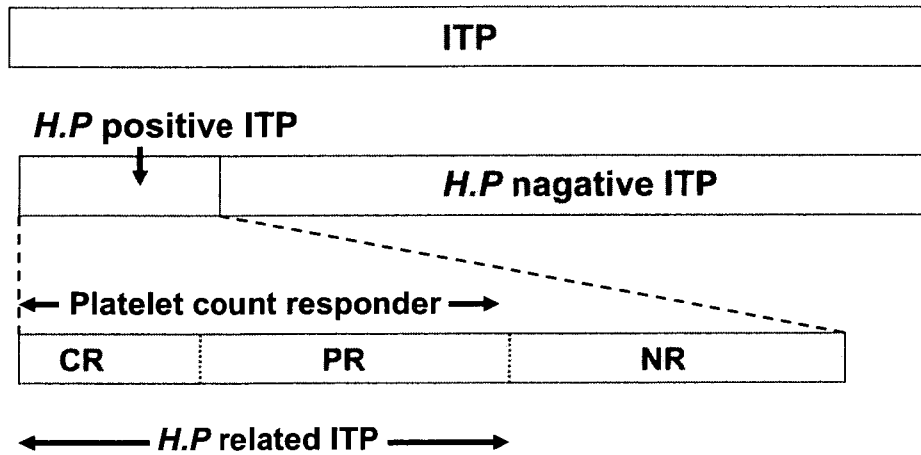 ITP
H.P positive ITP
H.P nagative ITP
Platelet count responder
CR PR NR
H.P related ITP